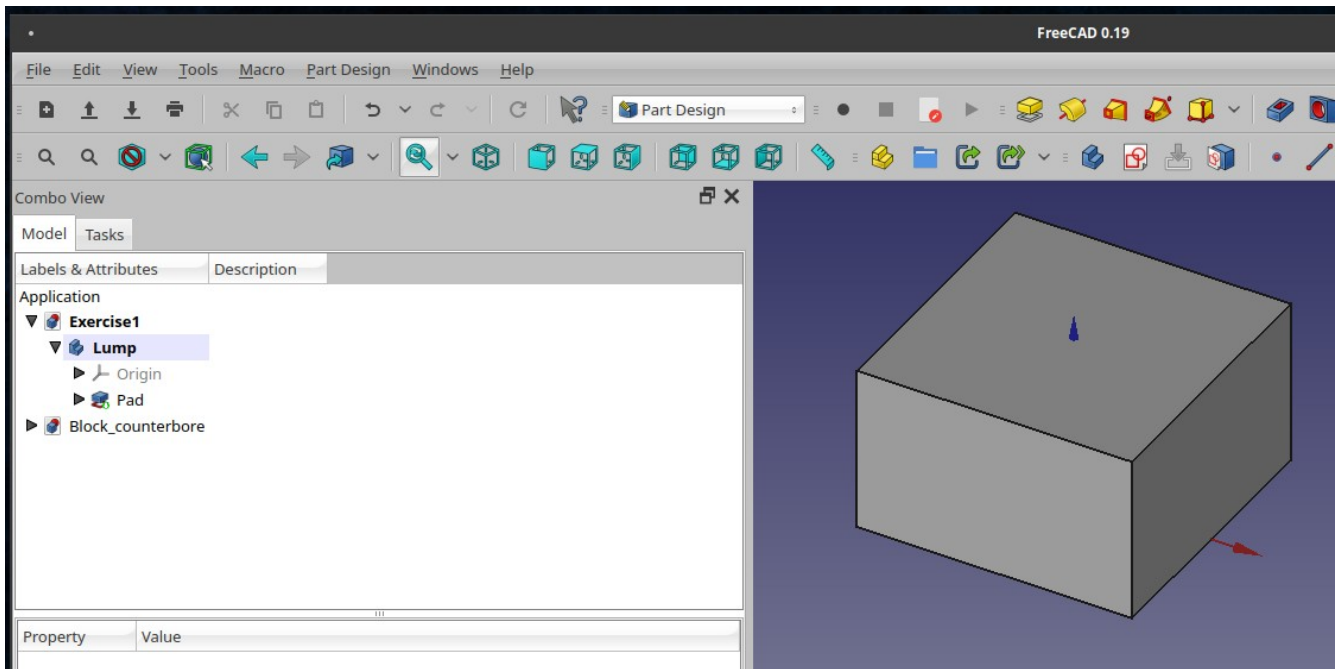 FreeCAD 0.19
File Edit View Tools Macro Part Design Windows Help
Part Design
Combo View
Model Tasks
Labels & Attributes Description
Application
Exercise1
Lump
Origin
Pad
Block_counterbore
Property Value